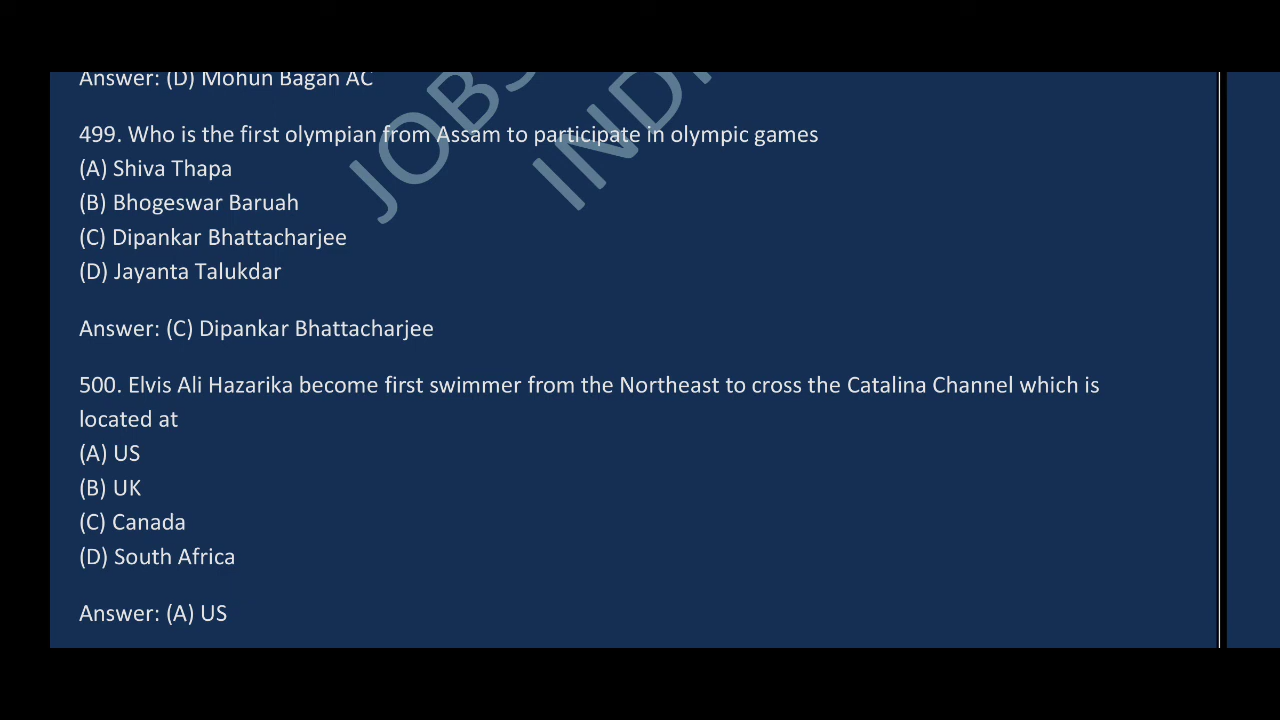 Answer: (D) Mohun Bagan AC
499. Who is the first olympian from Assam to participate in olympic games
(A) Shiva Thapa
(B) Bhogeswar Baruah
(C) Dipankar Bhattacharjee
(D) Jayanta Talukdar
Answer: (C) Dipankar Bhattacharjee
500. Elvis Ali Hazarika become first swimmer from the Northeast to cross the Catalina Channel which is
located at
(A) US
(B) UK
(C) Canada
(D) South Africa
Answer: (A) US